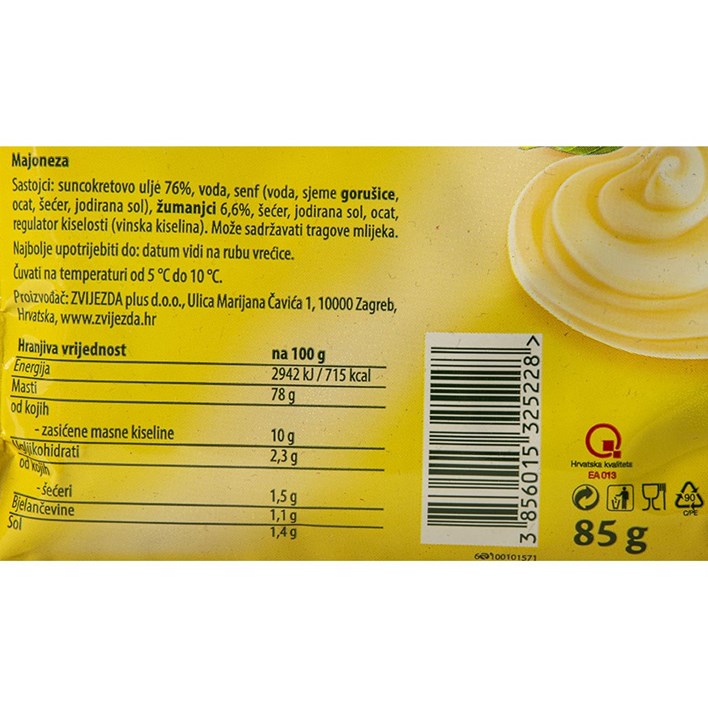 Majoneza
Sastojci: suncokretovo ulje 76%, voda, senf (voda, sjeme gorušice,
ocat, šećer, jodirana sol), žumanjci 6,6%, šećer, jodirana sol, ocat,
regulator kiselosti (vinska kiselina). Može sadržavati tragove mlijeka.
Najbolje upotrijebiti do: datum vidi na rubu vrećice.
Čuvati na temperaturi od 5 °C do 10 °C.
Proizvođač: ZVIJEZDA plus d.o.o., Ulica Marijana Čavića 1, 10000 Zagreb,
Hrvatska, www.zvijezda.hr
Hranjiva vrijednost na 100 g
Energija 2942 kJ / 715 kcal
Masti 78 g
od kojih
- zasićene masne kiseline 10 g
Ugljikohidrati 2,3 g
od kojih
- šećeri 1,5 g
Bjelančevine 1,1 g
Sol 1,4 g
3 856015 325228 >
Hrvatska kvaliteta
EA 013
90
C/PE
85 g